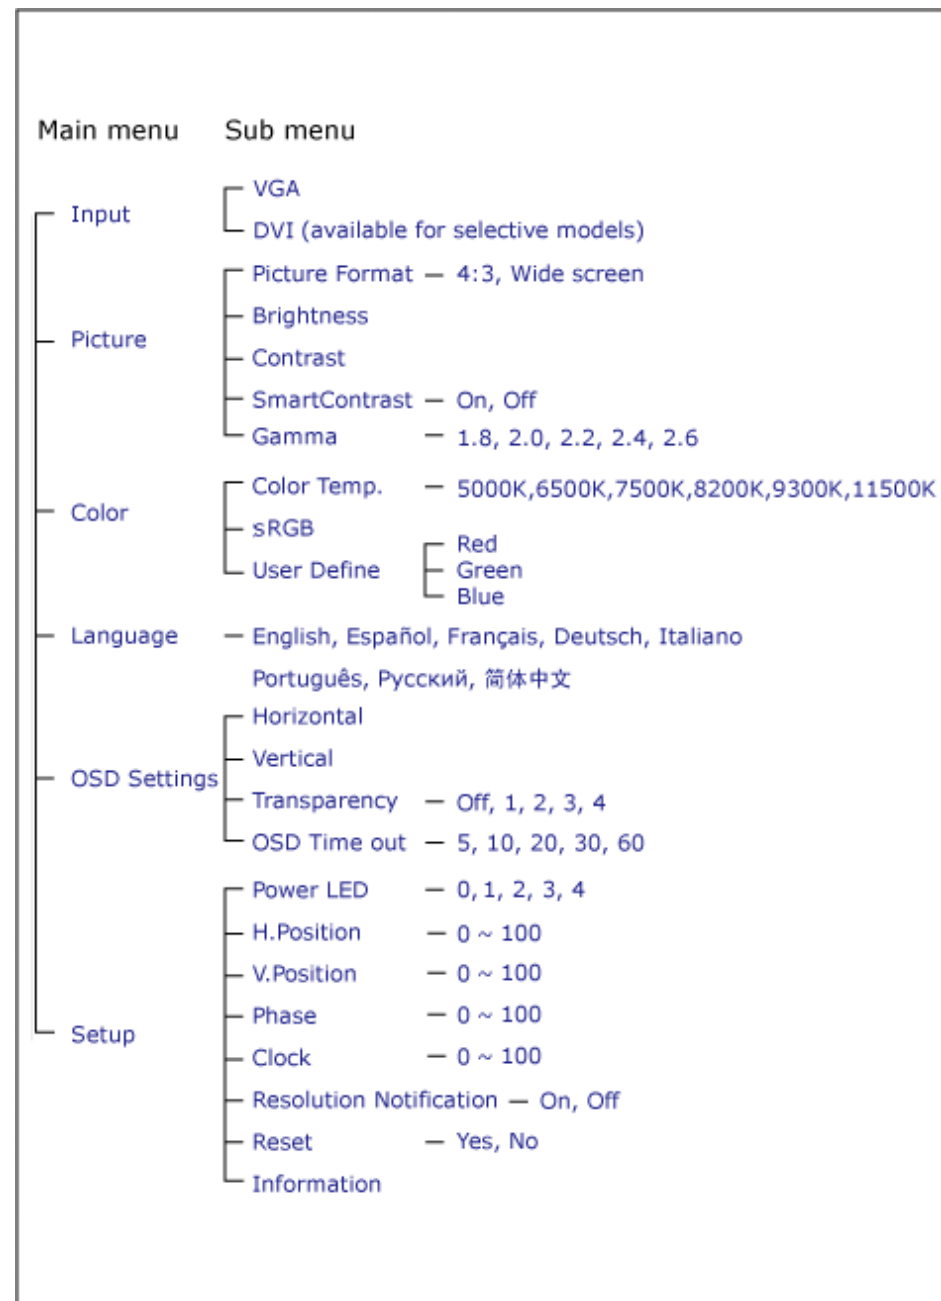 Main menu Sub menu
VGA
Input
DVI (available for selective models)
Picture Format — 4:3, Wide screen
Brightness
Picture
Contrast
SmartContrast — On, Off
Gamma — 1.8, 2.0, 2.2, 2.4, 2.6
Color Temp. — 5000K,6500K,7500K,8200K,9300K,11500K
Color
sRGB
Red
User Define Green
Blue
Language — English, Español, Français, Deutsch, Italiano
Português, Русский, 简体中文
Horizontal
Vertical
OSD Settings
Transparency — Off, 1, 2, 3, 4
OSD Time out — 5, 10, 20, 30, 60
Power LED — 0, 1, 2, 3, 4
H.Position — 0 ~ 100
V.Position — 0 ~ 100
Phase — 0 ~ 100
Setup
Clock — 0 ~ 100
Resolution Notification — On, Off
Reset — Yes, No
Information